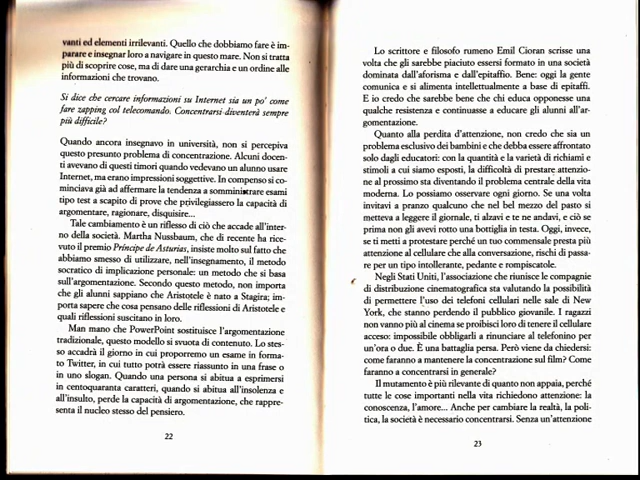 vanti ed elementi irrilevanti. Quello che dobbiamo fare è im-
parare e insegnar loro a navigare in questo mare. Non si tratta
più di scoprire cose, ma di dare una gerarchia e un ordine alle
informazioni che trovano.
Si dice che cercare informazioni su Internet sia un po' come
fare zapping col telecomando. Concentrarsi diventerà sempre
più difficile?
Quando ancora insegnavo in università, non si percepiva
questo presunto problema di concentrazione. Alcuni docen-
ti avevano di questi timori quando vedevano un alunno usare
Internet, ma erano impressioni soggettive. In compenso si co-
minciava già ad affermare la tendenza a somministrare esami
tipo test a scapito di prove che privilegiassero la capacità di
argomentare, ragionare, disquisire...
Tale cambiamento è un riflesso di ciò che accade all'inter-
no della società. Martha Nussbaum, che di recente ha rice-
vuto il premio Príncipe de Asturias, insiste molto sul fatto che
abbiamo smesso di utilizzare, nell'insegnamento, il metodo
socratico di implicazione personale: un metodo che si basa
sull'argomentazione. Secondo questo metodo, non importa
che gli alunni sappiano che Aristotele è nato a Stagira; im-
porta sapere che cosa pensano delle riflessioni di Aristotele e
quali riflessioni suscitano in loro.
Man mano che PowerPoint sostituisce l'argomentazione
tradizionale, questo modello si svuota di contenuto. Lo stes-
so accadrà il giorno in cui proporremo un esame in forma-
to Twitter, in cui tutto potrà essere riassunto in una frase o
in uno slogan. Quando una persona si abitua a esprimersi
in centoquaranta caratteri, quando si abitua all'insolenza e
all'insulto, perde la capacità di argomentazione, che rappre-
senta il nucleo stesso del pensiero.
22
Lo scrittore e filosofo rumeno Emil Cioran scrisse una
volta che gli sarebbe piaciuto essersi formato in una società
dominata dall'aforisma e dall'epitaffio. Bene: oggi la gente
comunica e si alimenta intellettualmente a base di epitaffi.
E io credo che sarebbe bene che chi educa opponesse una
qualche resistenza e continuasse a educare gli alunni all'ar-
gomentazione.
Quanto alla perdita d'attenzione, non credo che sia un
problema esclusivo dei bambini e che debba essere affrontato
solo dagli educatori: con la quantità e la varietà di richiami e
stimoli a cui siamo esposti, la difficoltà di prestare attenzio-
ne al prossimo sta diventando il problema centrale della vita
moderna. Lo possiamo osservare ogni giorno. Se una volta
invitavi a pranzo qualcuno che nel bel mezzo del pasto si
metteva a leggere il giornale, ti alzavi e te ne andavi, e ciò se
prima non gli avevi rotto una bottiglia in testa. Oggi, invece,
se ti metti a protestare perché un tuo commensale presta più
attenzione al cellulare che alla conversazione, rischi di passa-
re per un tipo intollerante, pedante e rompiscatole.
Negli Stati Uniti, l'associazione che riunisce le compagnie
di distribuzione cinematografica sta valutando la possibilità
di permettere l'uso dei telefoni cellulari nelle sale di New
York, che stanno perdendo il pubblico giovanile. I ragazzi
non vanno più al cinema se proibisci loro di tenere il cellulare
acceso: impossibile obbligarli a rinunciare al telefonino per
un'ora o due. È una battaglia persa. Però viene da chiedersi:
come faranno a mantenere la concentrazione sul film? Come
faranno a concentrarsi in generale?
Il mutamento è più rilevante di quanto non appaia, perché
tutte le cose importanti nella vita richiedono attenzione: la
conoscenza, l'amore... Anche per cambiare la realtà, la poli-
tica, la società è necessario concentrarsi. Senza un'attenzione
23